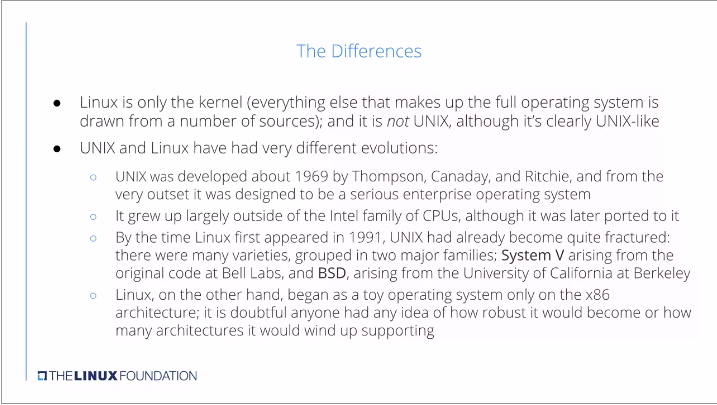 The Differences
● Linux is only the kernel (everything else that makes up the full operating system is
drawn from a number of sources); and it is not UNIX, although it’s clearly UNIX-like
● UNIX and Linux have had very different evolutions:
○ UNIX was developed about 1969 by Thompson, Canaday, and Ritchie, and from the
very outset it was designed to be a serious enterprise operating system
○ It grew up largely outside of the Intel family of CPUs, although it was later ported to it
○ By the time Linux first appeared in 1991, UNIX had already become quite fractured:
there were many varieties, grouped in two major families; System V arising from the
original code at Bell Labs, and BSD, arising from the University of California at Berkeley
○ Linux, on the other hand, began as a toy operating system only on the x86
architecture; it is doubtful anyone had any idea of how robust it would become or how
many architectures it would wind up supporting
THE LINUX FOUNDATION